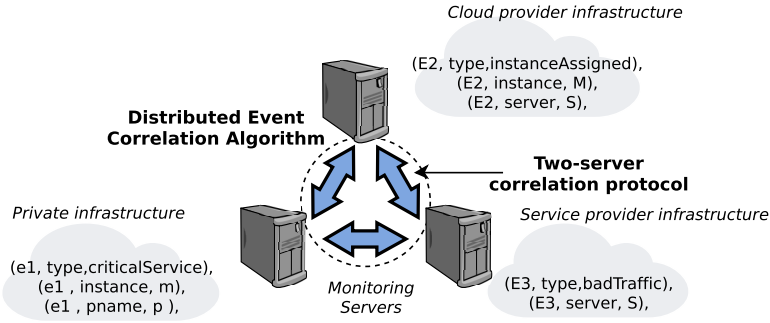 Cloud provider infrastructure
(E2, type,instanceAssigned),
(E2, instance, M),
(E2, server, S),
Distributed Event
Correlation Algorithm
Two-server
correlation protocol
Private infrastructure
(e1, type,criticalService),
(e1 , instance, m),
(e1 , pname, p ),
Service provider infrastructure
(E3, type,badTraffic),
(E3, server, S),
Monitoring
Servers